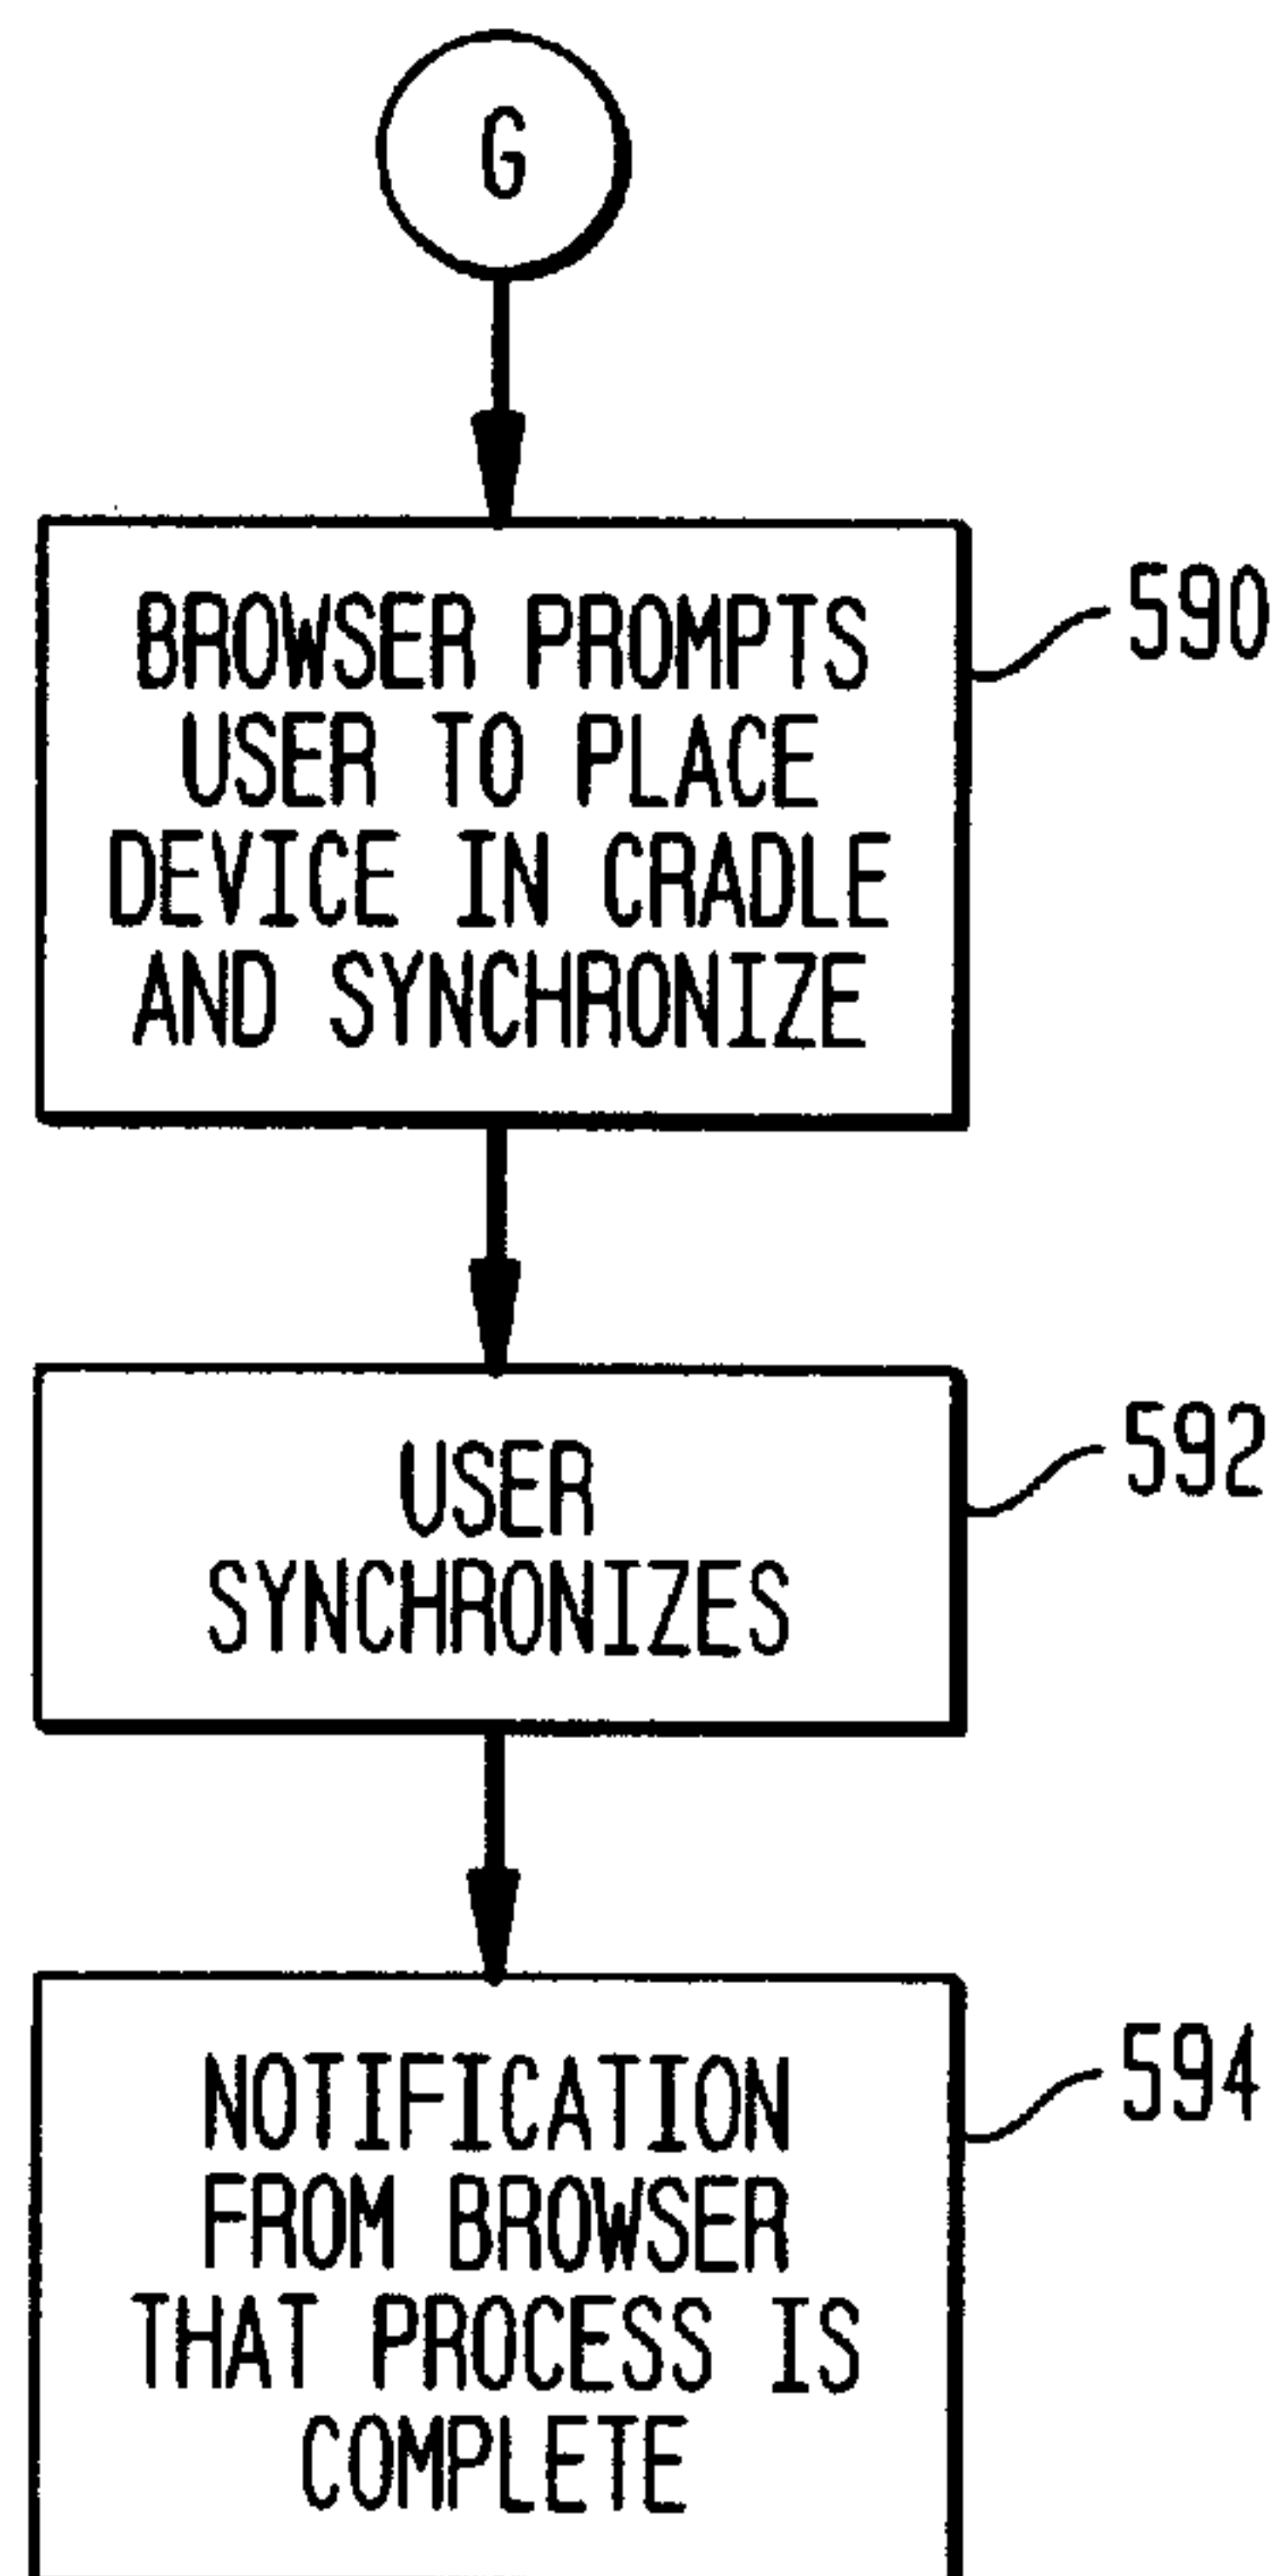 G
BROWSER PROMPTS
USER TO PLACE
DEVICE IN CRADLE
AND SYNCHRONIZE
590
USER
SYNCHRONIZES
592
NOTIFICATION
FROM BROWSER
THAT PROCESS IS
COMPLETE
594